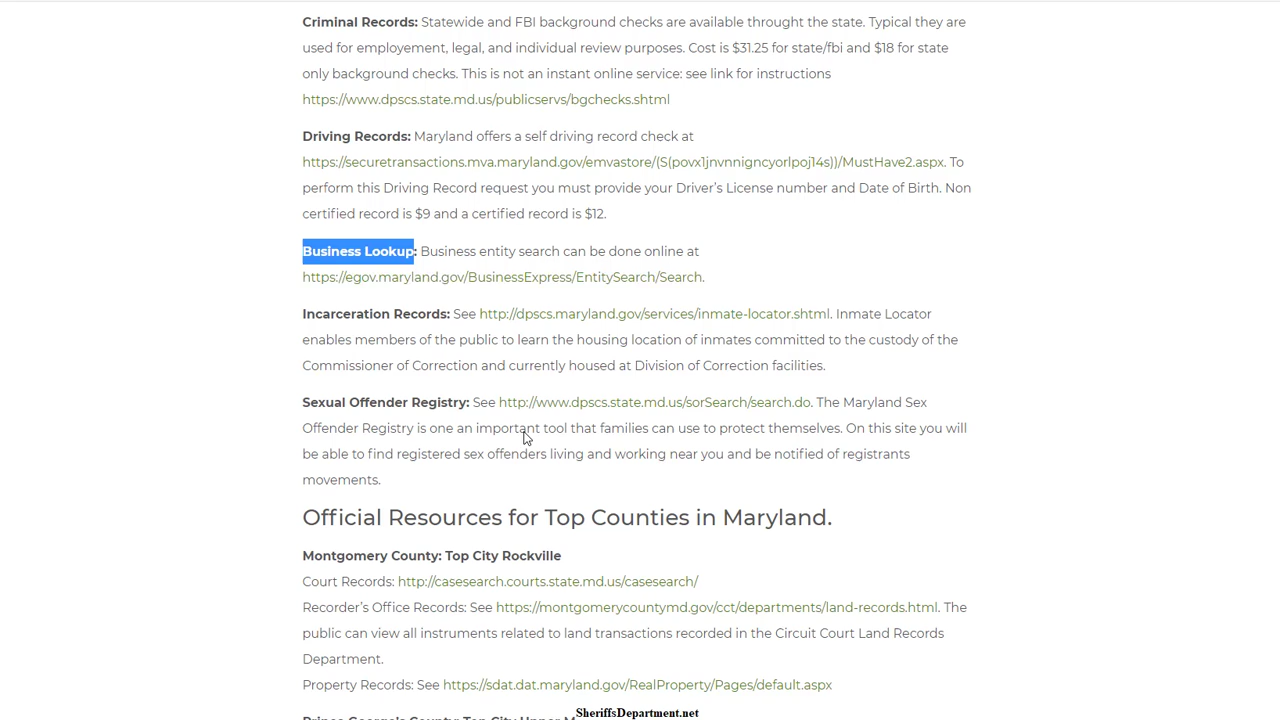 Criminal Records: Statewide and FBI background checks are available throught the state. Typical they are
used for employement, legal, and individual review purposes. Cost is $31.25 for state/fbi and $18 for state
only background checks. This is not an instant online service: see link for instructions
https://www.dpscs.state.md.us/publicservs/bgchecks.shtml
Driving Records: Maryland offers a self driving record check at
https://securetransactions.mva.maryland.gov/emvastore/(S(povx1jnvnnigncyorlpoj14s))/MustHave2.aspx. To
perform this Driving Record request you must provide your Driver’s License number and Date of Birth. Non
certified record is $9 and a certified record is $12.
Business Lookup: Business entity search can be done online at
https://egov.maryland.gov/BusinessExpress/EntitySearch/Search.
Incarceration Records: See http://dpscs.maryland.gov/services/inmate-locator.shtml. Inmate Locator
enables members of the public to learn the housing location of inmates committed to the custody of the
Commissioner of Correction and currently housed at Division of Correction facilities.
Sexual Offender Registry: See http://www.dpscs.state.md.us/sorSearch/search.do. The Maryland Sex
Offender Registry is one an important tool that families can use to protect themselves. On this site you will
be able to find registered sex offenders living and working near you and be notified of registrants
movements.
Official Resources for Top Counties in Maryland.
Montgomery County: Top City Rockville
Court Records: http://casesearch.courts.state.md.us/casesearch/
Recorder’s Office Records: See https://montgomerycountymd.gov/cct/departments/land-records.html. The
public can view all instruments related to land transactions recorded in the Circuit Court Land Records
Department.
Property Records: See https://sdat.dat.maryland.gov/RealProperty/Pages/default.aspx
Prince George’s County: Top City Upper M
SheriffsDepartment.net